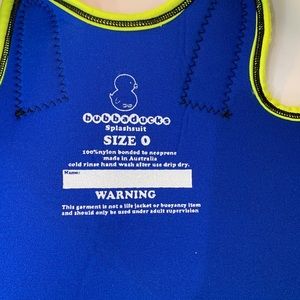 bubbaducks
Splashsuit
SIZE 0
100%nylon bonded to neoprene
made in Australia
cold rinse hand wash after use drip dry.
Name:
WARNING
This garment is not a life jacket or buoyancy item
and should only be used under adult supervision